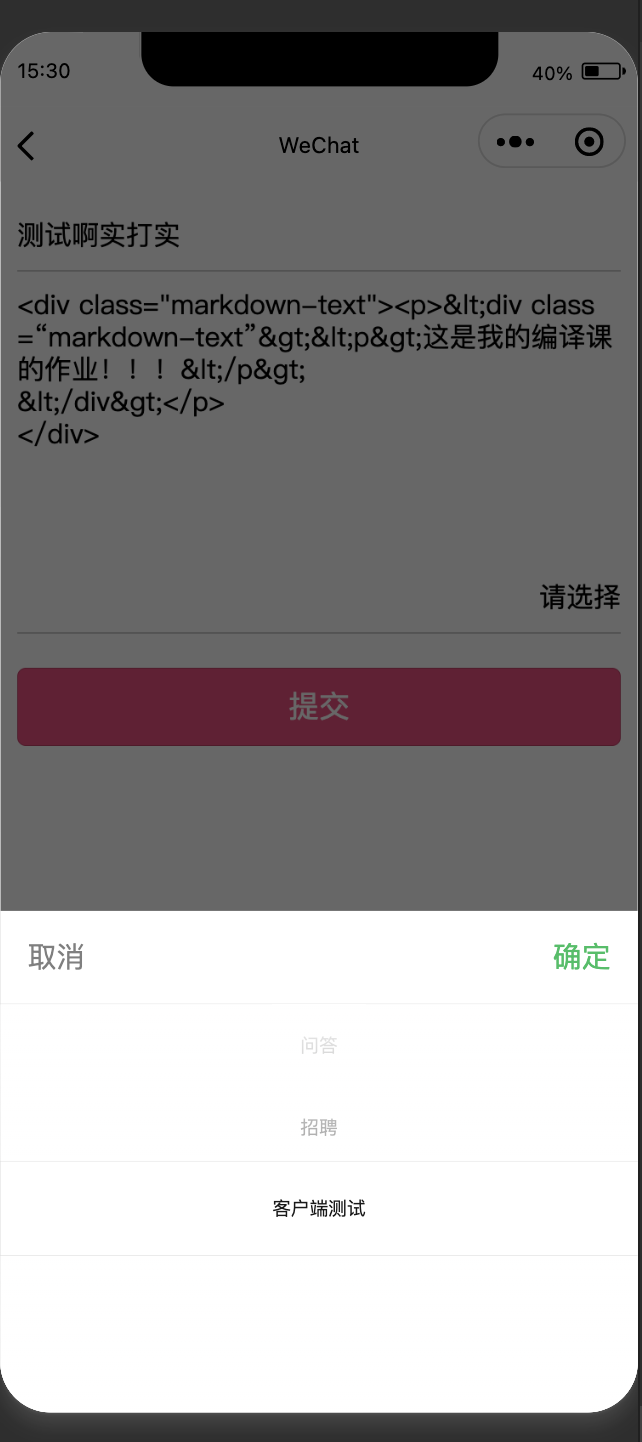 15:30
40%
WeChat
测试啊实打实
<div class="markdown-text"><p>&lt;div class
=“markdown-text”&gt;&lt;p&gt;这是我的编译课
的作业！！！&lt;/p&gt;
&lt;/div&gt;</p>
</div>
请选择
提交
取消
确定
问答
招聘
客户端测试